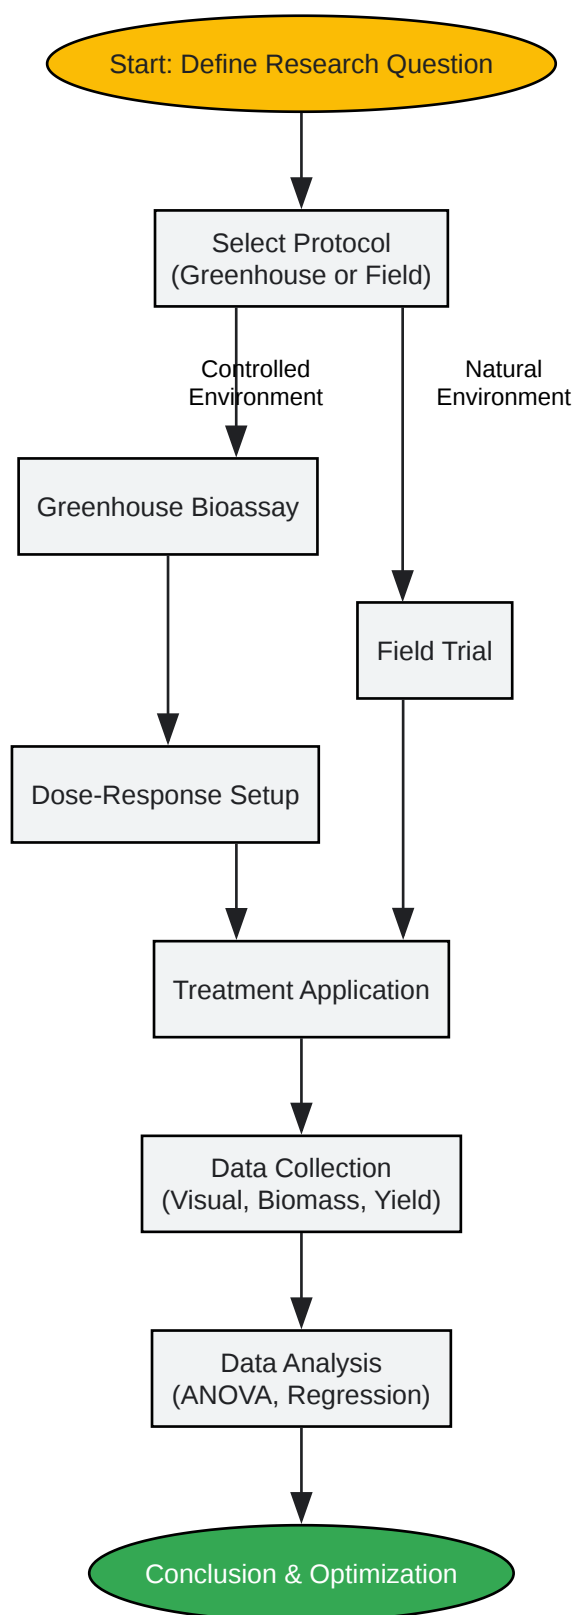 Start: Define Research Question
Select Protocol
(Greenhouse or Field)
Controlled
Environment
Natural
Environment
Greenhouse Bioassay
Field Trial
Dose-Response Setup
Treatment Application
Data Collection
(Visual, Biomass, Yield)
Data Analysis
(ANOVA, Regression)
Conclusion & Optimization